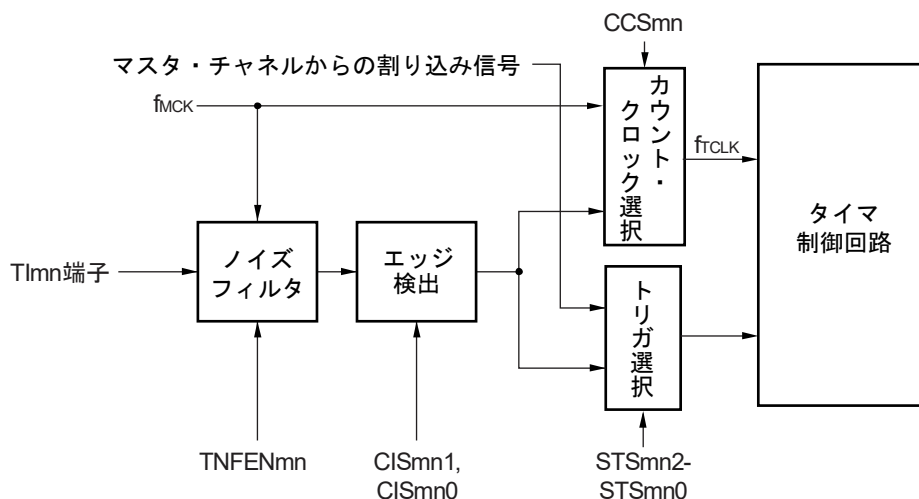 CCSmn
マスタ・チャネルからの割り込み信号
fMCK
カウント・
クロック選択
fTCLK
タイマ
制御回路
TImn端子
ノイズ
フィルタ
エッジ
検出
トリガ選択
TNFENmn
CISmn1,
CISmn0
STSmn2-
STSmn0